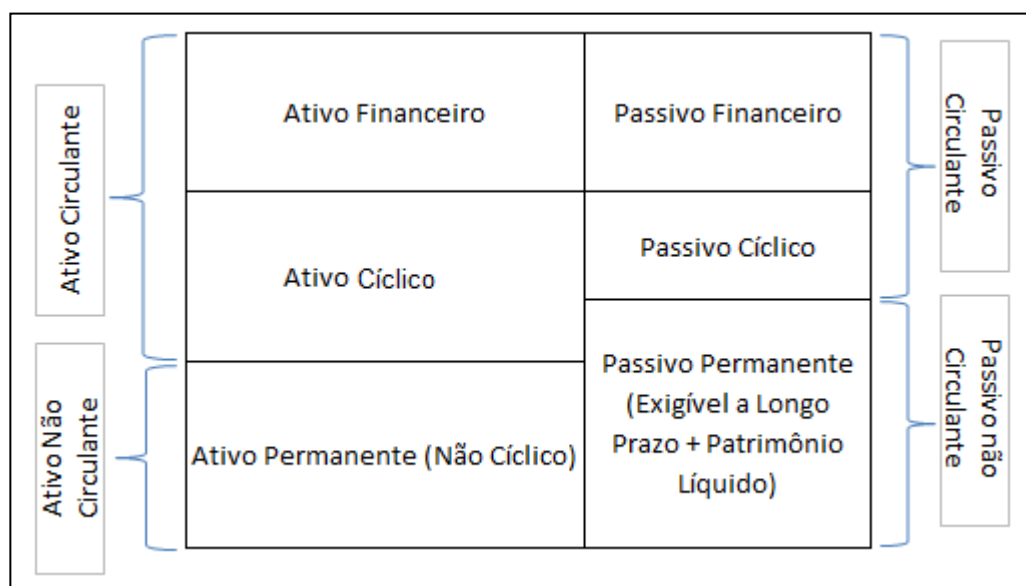 Ativo Circulante
Ativo Não
Circulante
Ativo Financeiro
Passivo Financeiro
Ativo Cíclico
Passivo Cíclico
Ativo Permanente (Não Cíclico)
Passivo Permanente
(Exigível a Longo
Prazo + Patrimônio
Líquido)
Passivo
Circulante
Passivo não
Circulante